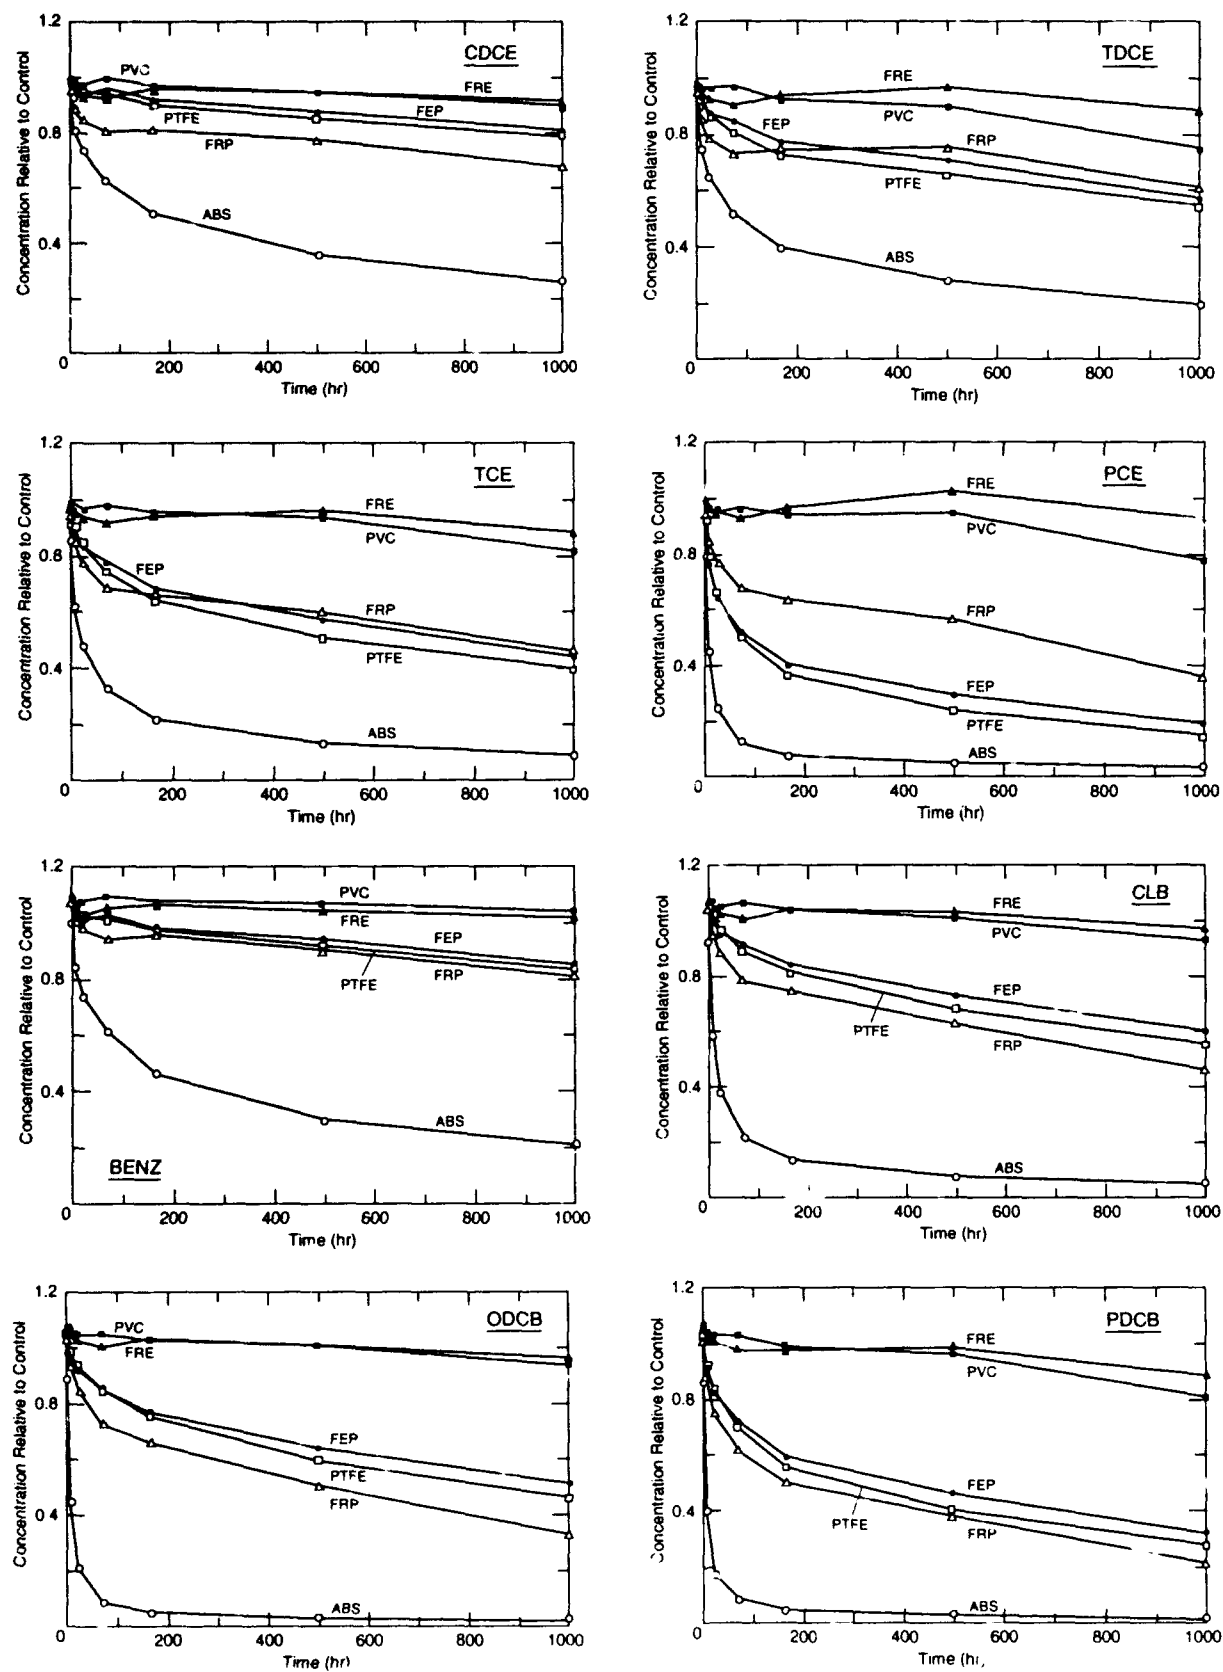 1.2
CDCE
PVC
FRE
FEP
PTFE
FRP
ABS
0.8
0.4
Concentration Relative to Control
0 200 400 600 800 1000
Time (hr)
1.2
TDCE
FRE
PVC
FEP
FRP
PTFE
ABS
0.8
0.4
Concentration Relative to Control
0 200 400 600 800 1000
Time (hr)
1.2
TCE
FRE
PVC
FEP
FRP
PTFE
ABS
0.8
0.4
Concentration Relative to Control
0 200 400 600 800 1000
Time (hr)
1.2
PCE
FRE
PVC
FRP
FEP
PTFE
ABS
0.8
0.4
Concentration Relative to Control
0 200 400 600 800 1000
Time (hr)
1.2
PVC
FRE
FEP
PTFE
FRP
ABS
BENZ
0.8
0.4
Concentration Relative to Control
0 200 400 600 800 1000
Time (hr)
1.2
CLB
FRE
PVC
FEP
PTFE
FRP
ABS
0.8
0.4
Concentration Relative to Control
0 200 400 600 800 1000
Time (hr)
1.2
ODCB
PVC
FRE
FEP
PTFE
FRP
ABS
0.8
0.4
Concentration Relative to Control
0 200 400 600 800 1000
Time (hr)
1.2
PDCB
FRE
PVC
FEP
PTFE
FRP
ABS
0.8
0.4
Concentration Relative to Control
0 200 400 600 800 1000
Time